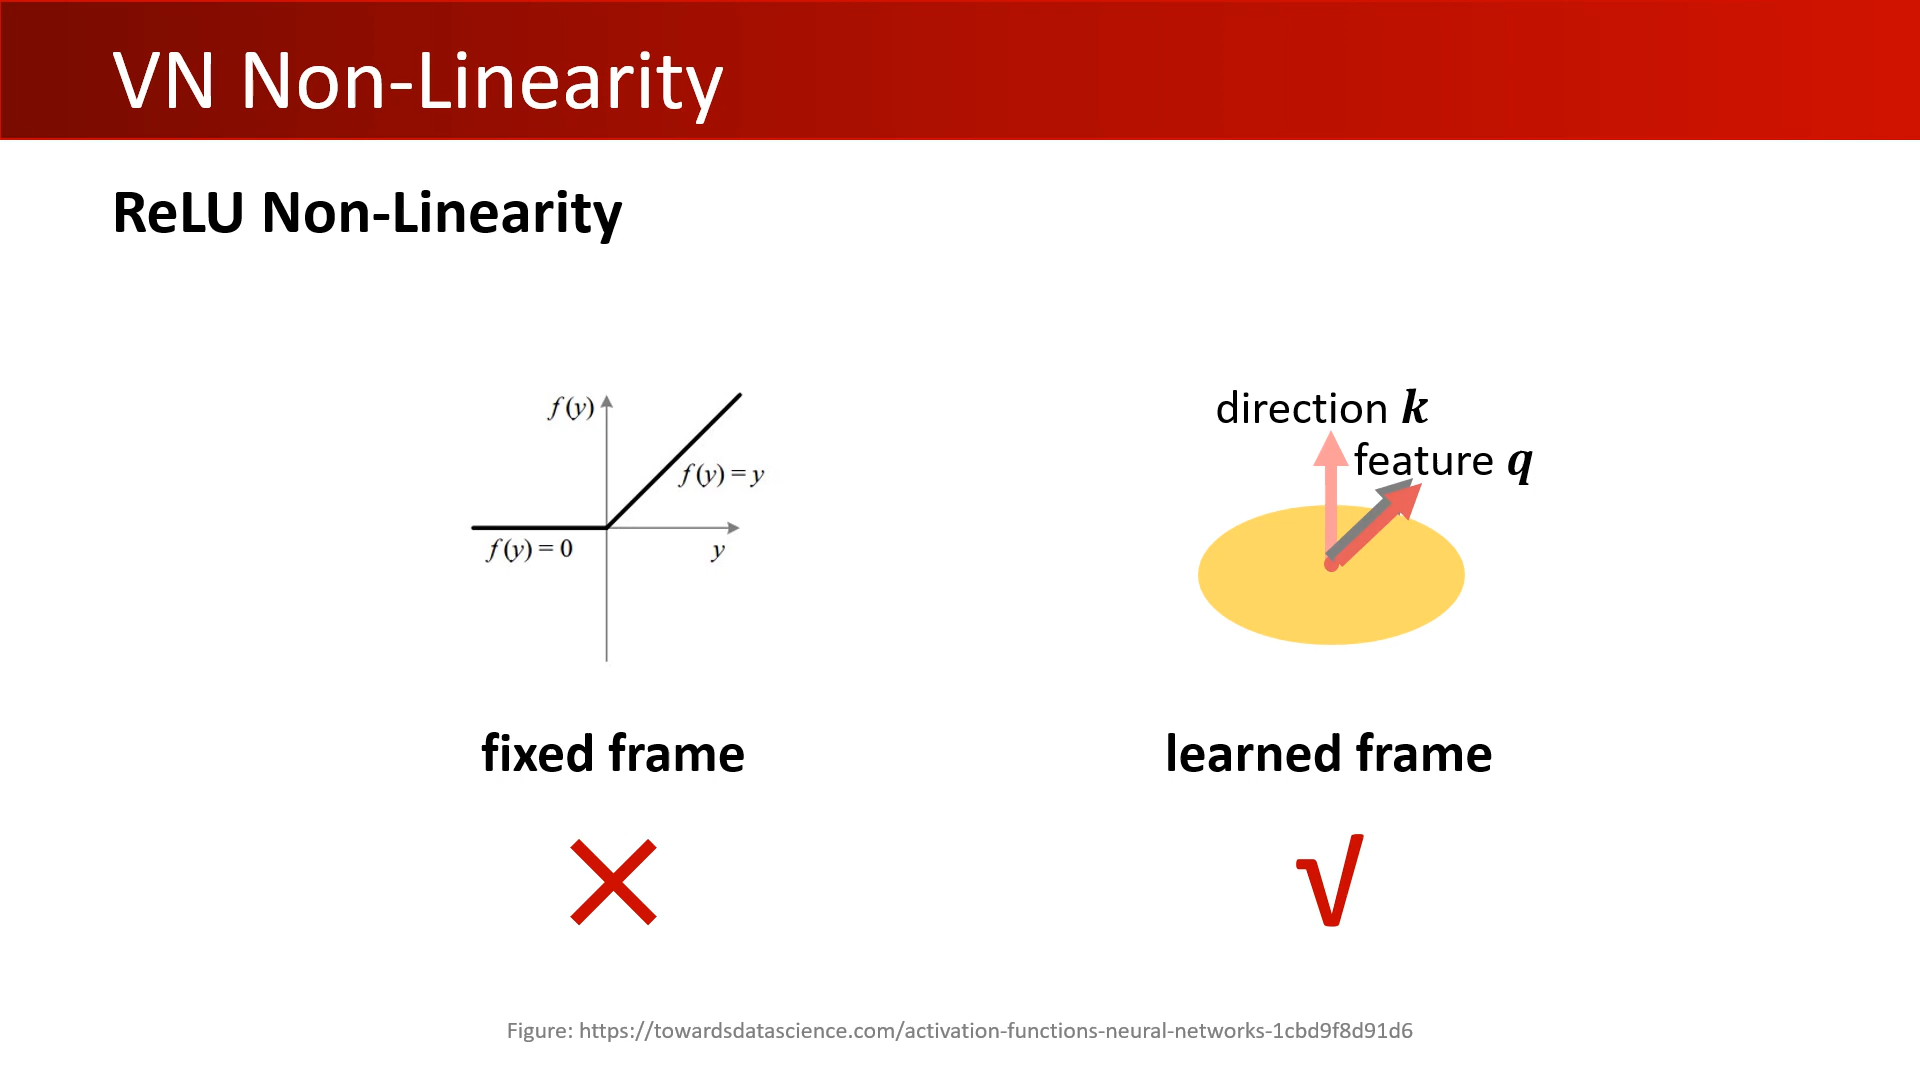 VN Non-Linearity
ReLU Non-Linearity
f(y)
f(y) = y
f(y) = 0
y
direction k
feature q
fixed frame
learned frame
Figure: https://towardsdatascience.com/activation-functions-neural-networks-1cbd9f8d91d6